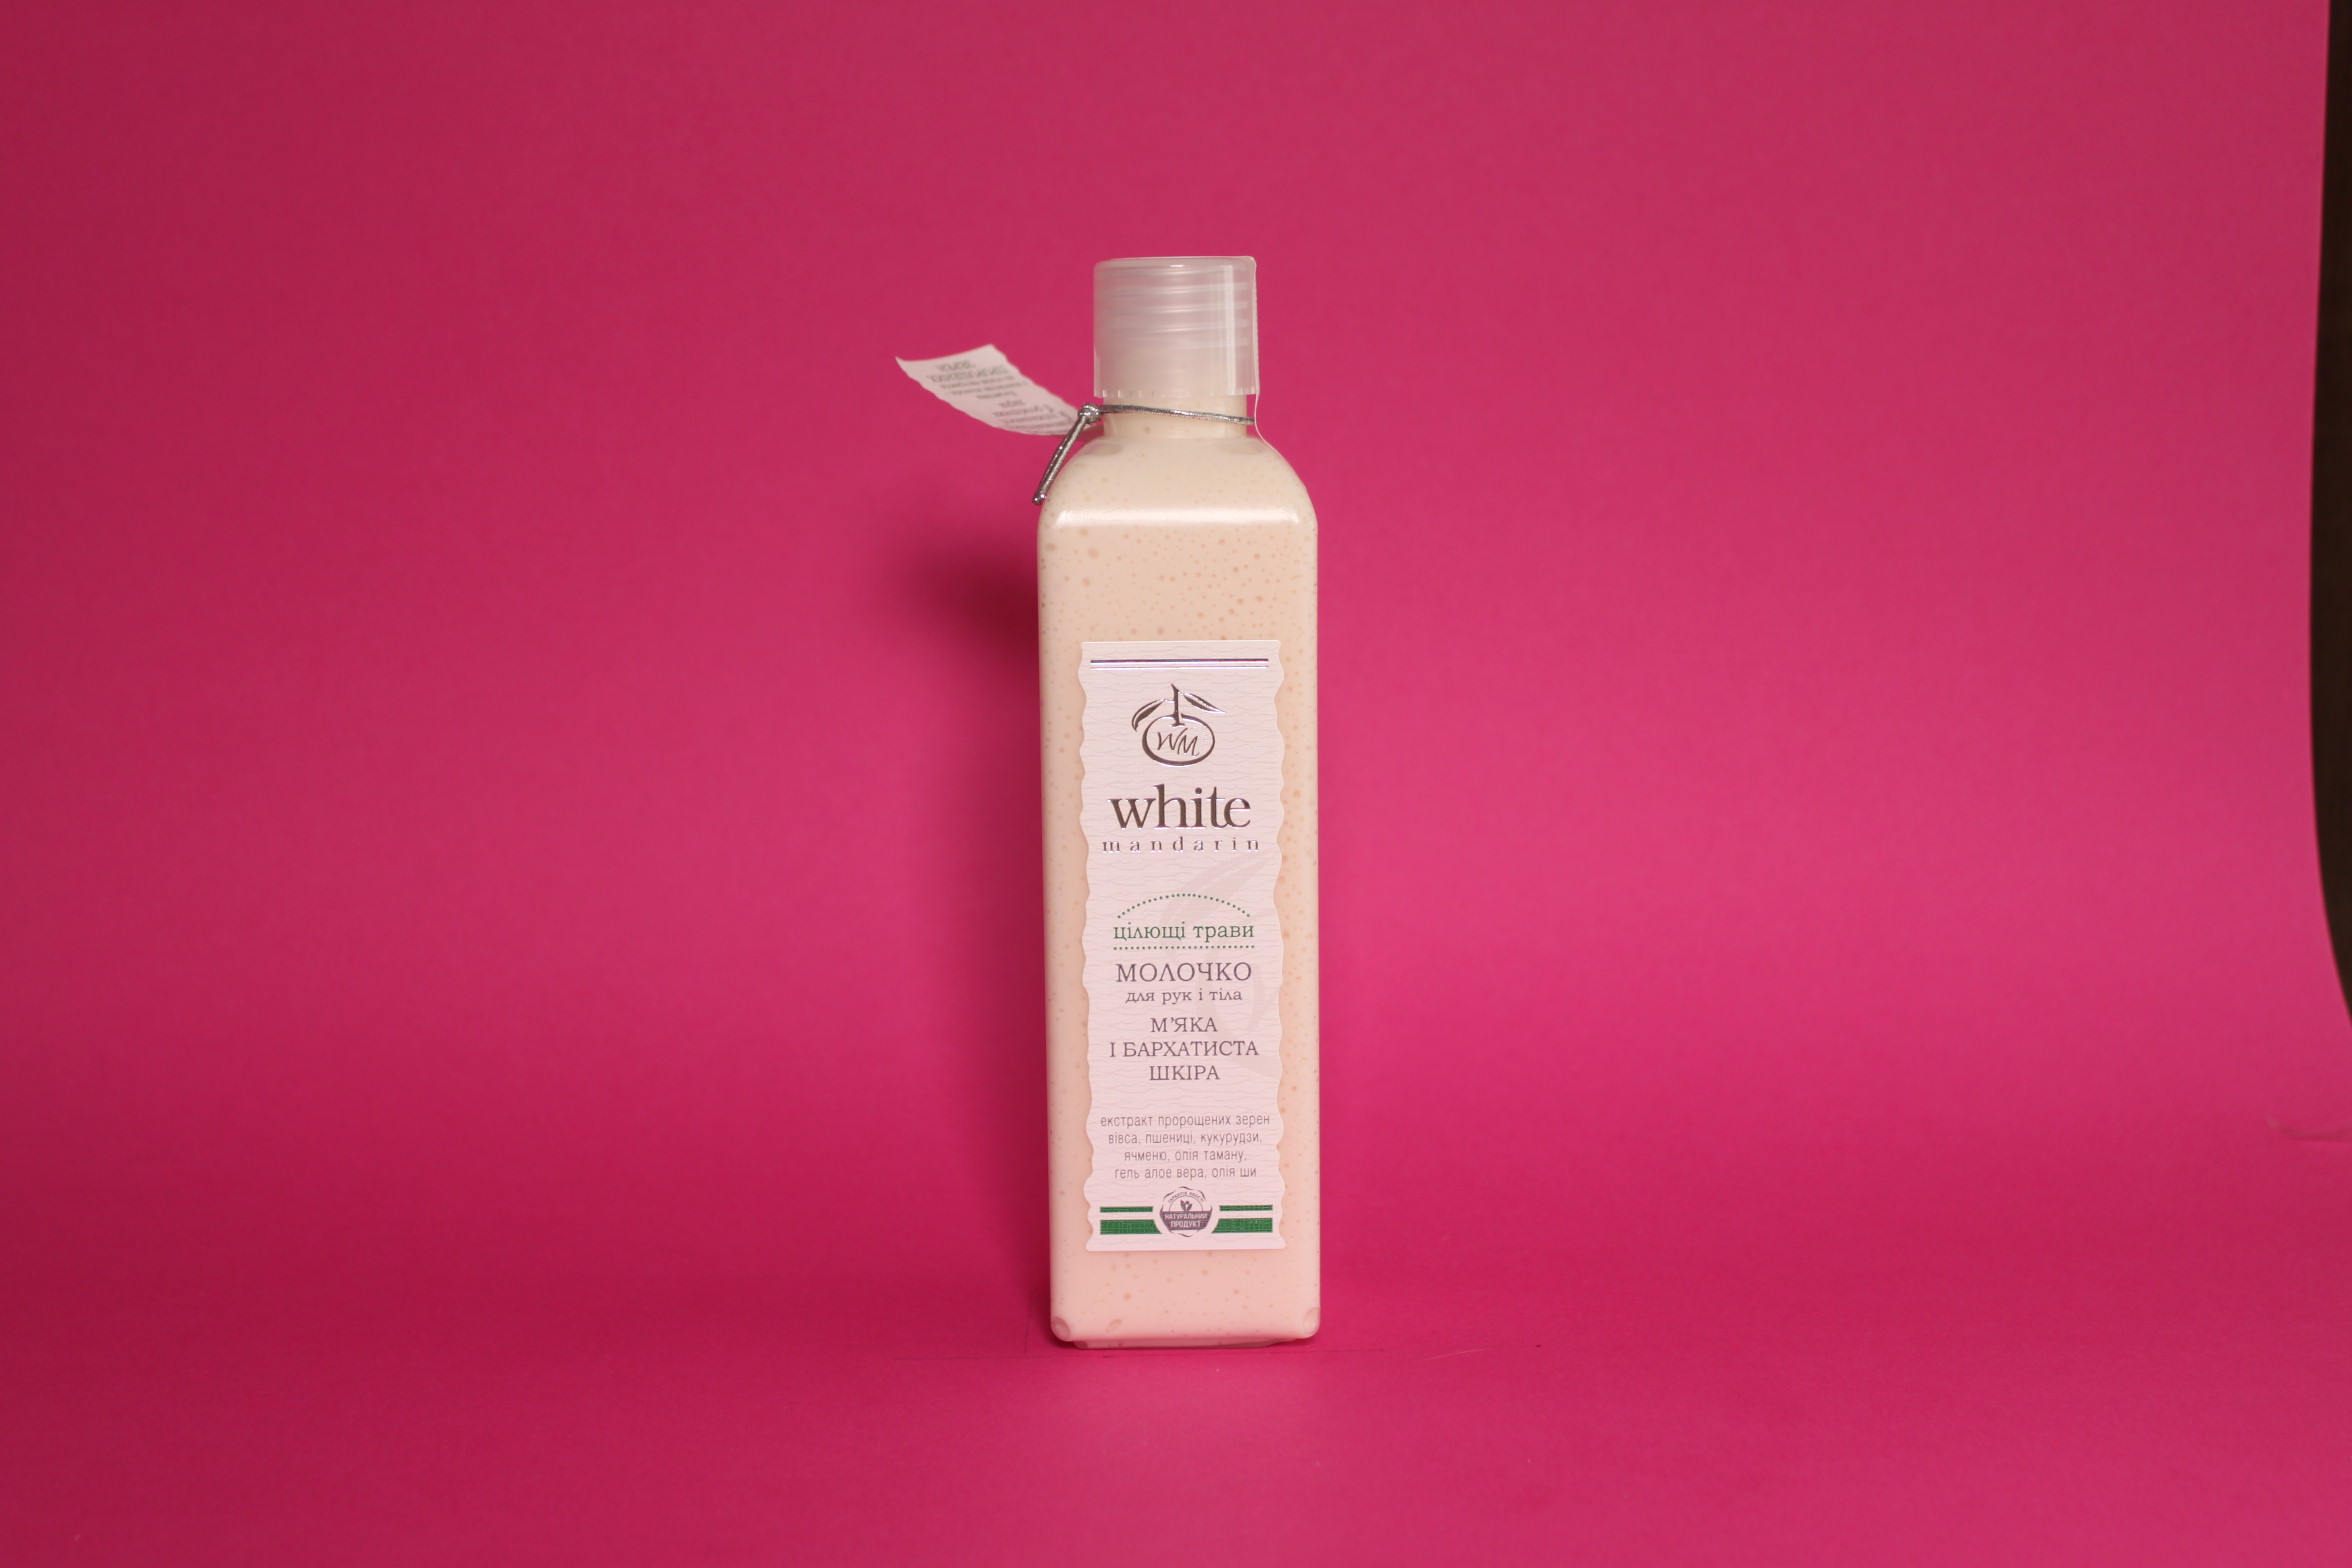 WM
white
mandarin
цілющі трави
МОЛОЧКО
для рук і тіла
М'ЯКА
І БАРХАТИСТА
ШКІРА
екстракт пророщених зерен
вівса, пшениці, кукурудзи,
ячменю, олія таману,
гель алое вера, олія ши
НАТУРАЛЬНИЙ
ПРОДУКТ